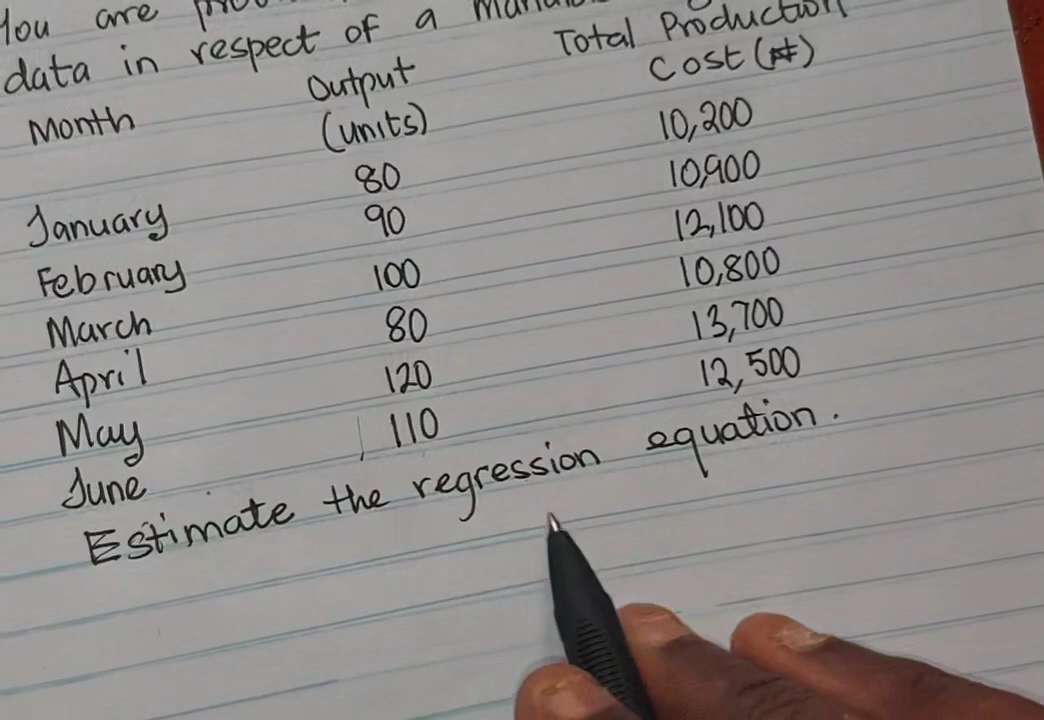 You are
data in respect of a
Total Production
Month Output Cost (₦)
(units) 10,200
80 10,900
January 90 12,100
February 100 10,800
March 80 13,700
April 120 12,500
May 110
June
Estimate the regression equation.